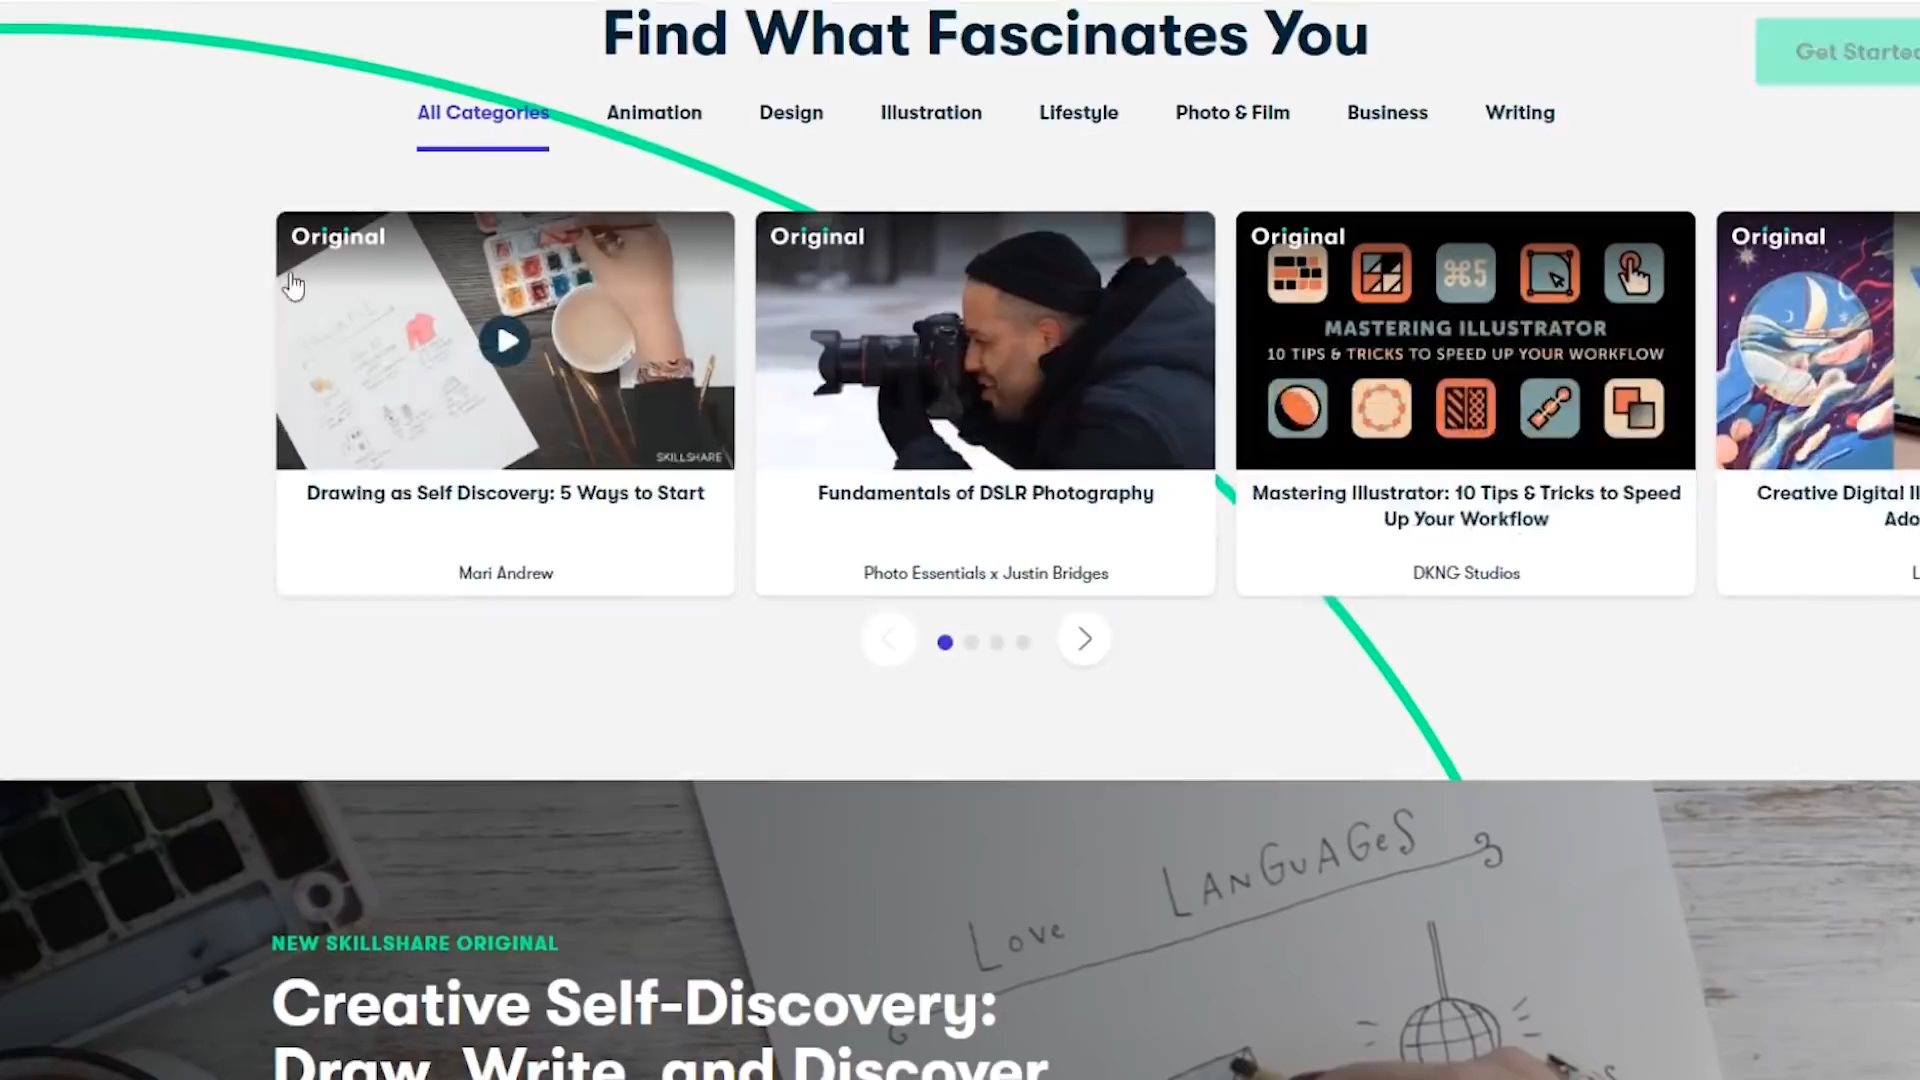 Find What Fascinates You
Get Started
All Categories Animation Design Illustration Lifestyle Photo & Film Business Writing
Original Original Original Original
⌘5
MASTERING ILLUSTRATOR
10 TIPS & TRICKS TO SPEED UP YOUR WORKFLOW
SKILLSHARE
Drawing as Self Discovery: 5 Ways to Start
Mari Andrew
Fundamentals of DSLR Photography
Photo Essentials x Justin Bridges
Mastering Illustrator: 10 Tips & Tricks to Speed
Up Your Workflow
DKNG Studios
Creative Digital Il
Ado
L
LOVE LANGUAGES
NEW SKILLSHARE ORIGINAL
Creative Self-Discovery:
Draw, Write, and Discover